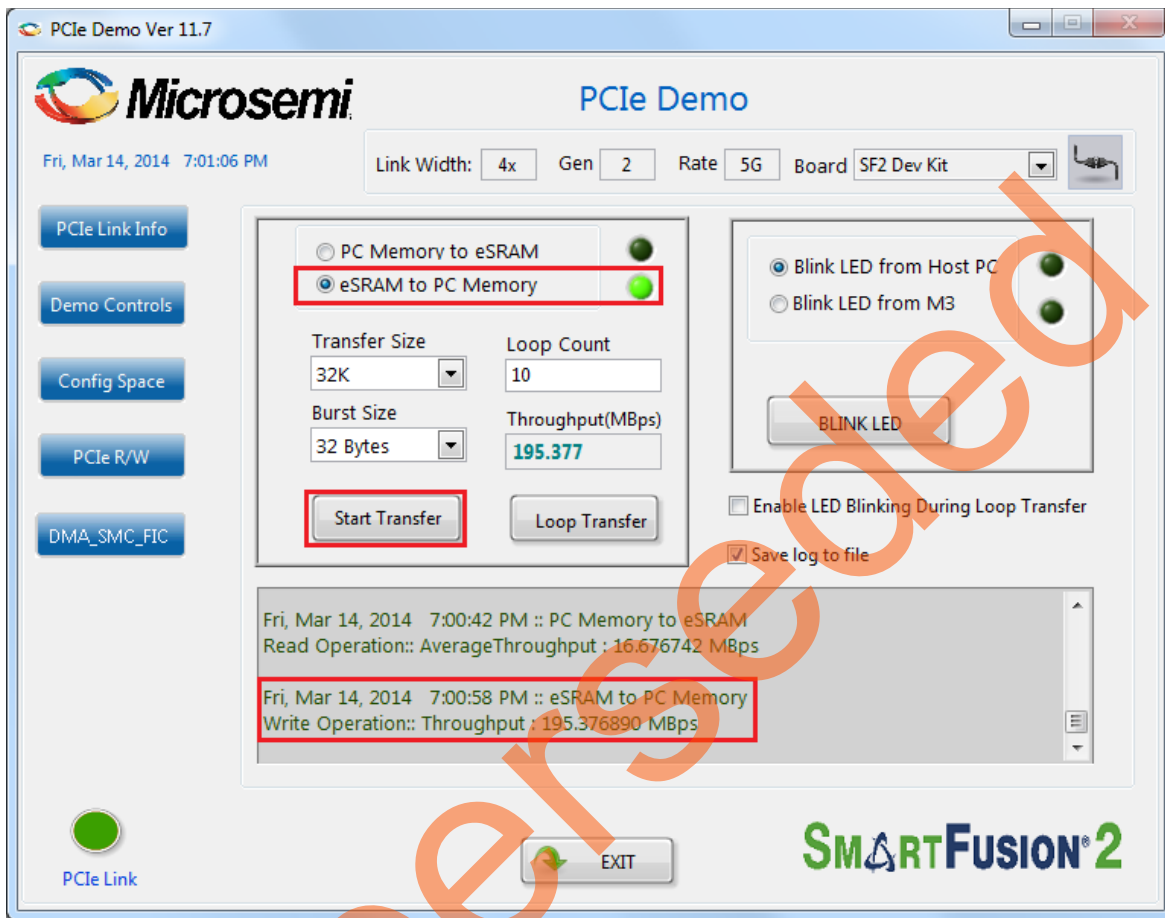 PCIe Demo Ver 11.7
Microsemi
PCIe Demo
Fri, Mar 14, 2014 7:01:06 PM
Link Width: 4x Gen 2 Rate 5G Board SF2 Dev Kit
PCIe Link Info
Demo Controls
Config Space
PCIe R/W
DMA_SMC_FIC
PC Memory to eSRAM
eSRAM to PC Memory
Transfer Size
32K
Loop Count
10
Burst Size
32 Bytes
Throughput(MBps)
195.377
Start Transfer
Loop Transfer
Blink LED from Host PC
Blink LED from M3
BLINK LED
Enable LED Blinking During Loop Transfer
Save log to file
Fri, Mar 14, 2014 7:00:42 PM :: PC Memory to eSRAM
Read Operation:: AverageThroughput : 16.676742 MBps
Fri, Mar 14, 2014 7:00:58 PM :: eSRAM to PC Memory
Write Operation:: Throughput : 195.376890 MBps
PCIe Link
EXIT
SMARTFUSION®2
erseded